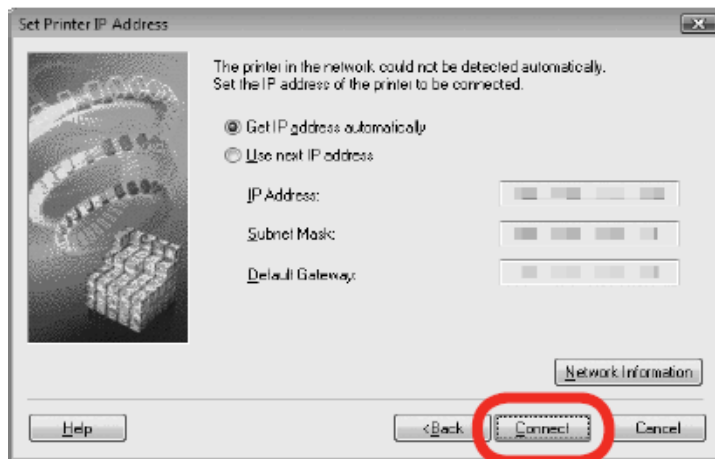 Set Printer IP Address
The printer in the network could not be detected automatically.
Set the IP address of the printer to be connected.
Get IP address automatically
Use next IP address
IP Address:
Subnet Mask:
Default Gateway:
Network Information
Help
<Back
Connect
Cancel